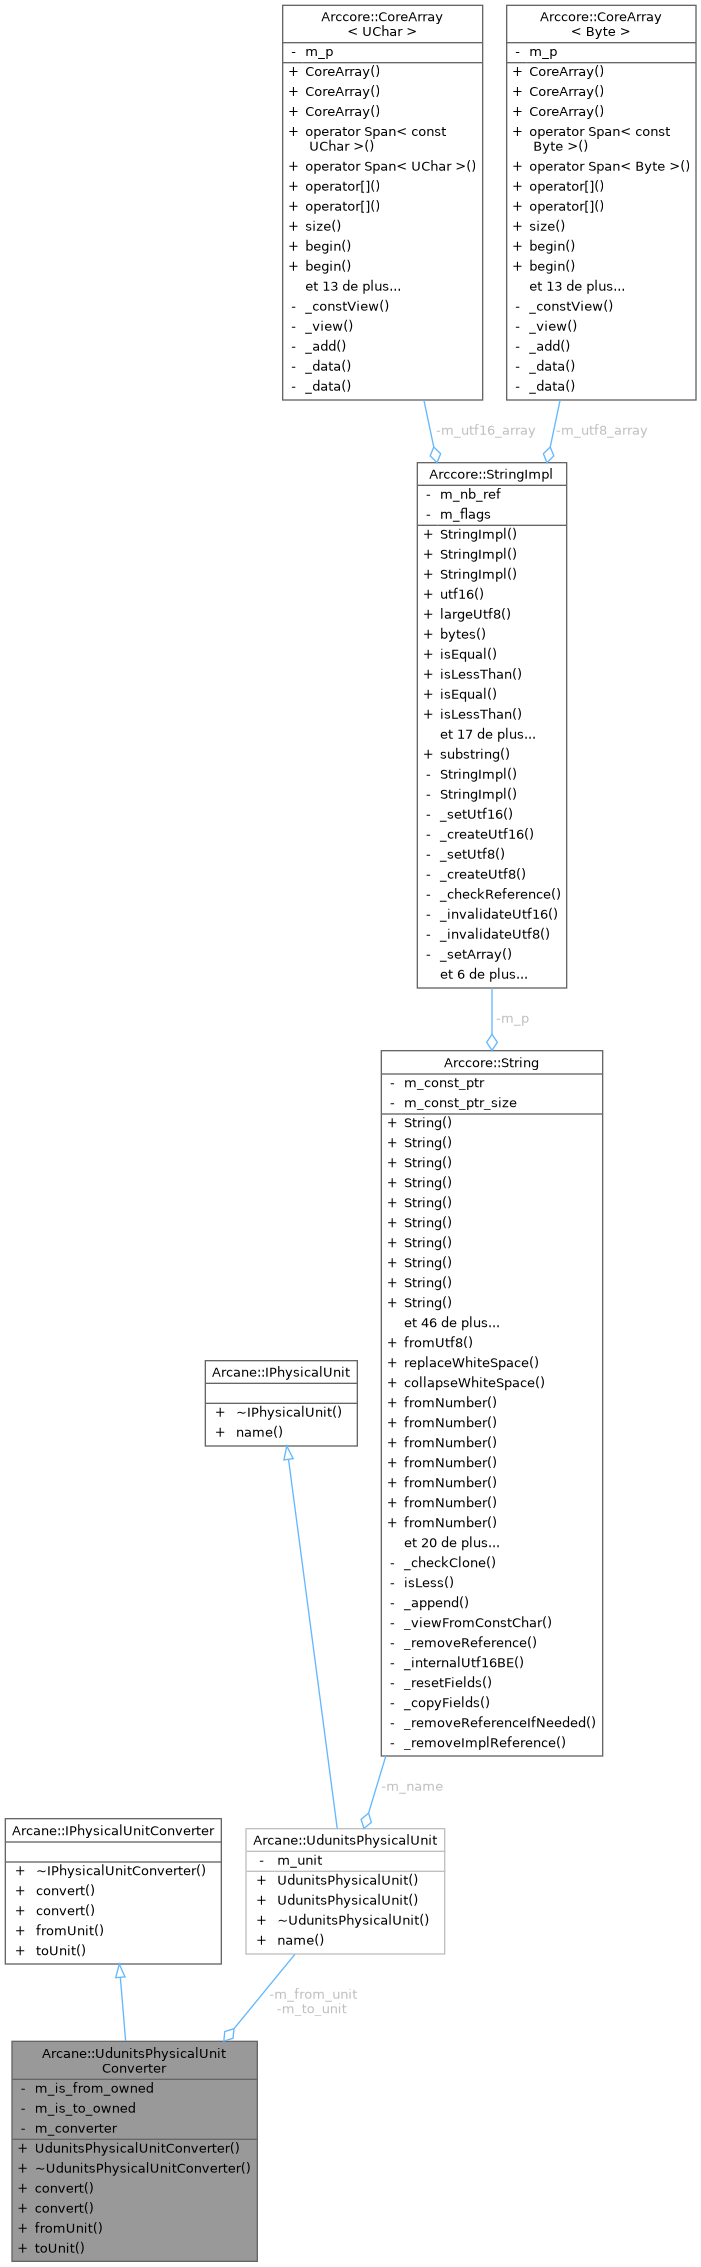 Arccore::CoreArray
< UChar >
- m_p
+ CoreArray()
+ CoreArray()
+ CoreArray()
+ operator Span< const
UChar >()
+ operator Span< UChar >()
+ operator[]()
+ operator[]()
+ size()
+ begin()
+ begin()
et 13 de plus...
- _constView()
- _view()
- _add()
- _data()
- _data()
Arccore::CoreArray
< Byte >
- m_p
+ CoreArray()
+ CoreArray()
+ CoreArray()
+ operator Span< const
Byte >()
+ operator Span< Byte >()
+ operator[]()
+ operator[]()
+ size()
+ begin()
+ begin()
et 13 de plus...
- _constView()
- _view()
- _add()
- _data()
- _data()
-m_utf16_array
-m_utf8_array
Arccore::StringImpl
- m_nb_ref
- m_flags
+ StringImpl()
+ StringImpl()
+ StringImpl()
+ utf16()
+ largeUtf8()
+ bytes()
+ isEqual()
+ isLessThan()
+ isEqual()
+ isLessThan()
et 17 de plus...
+ substring()
- StringImpl()
- StringImpl()
- _setUtf16()
- _createUtf16()
- _setUtf8()
- _createUtf8()
- _checkReference()
- _invalidateUtf16()
- _invalidateUtf8()
- _setArray()
et 6 de plus...
-m_p
Arccore::String
- m_const_ptr
- m_const_ptr_size
+ String()
+ String()
+ String()
+ String()
+ String()
+ String()
+ String()
+ String()
+ String()
+ String()
et 46 de plus...
+ fromUtf8()
+ replaceWhiteSpace()
+ collapseWhiteSpace()
+ fromNumber()
+ fromNumber()
+ fromNumber()
+ fromNumber()
+ fromNumber()
+ fromNumber()
+ fromNumber()
et 20 de plus...
- _checkClone()
- isLess()
- _append()
- _viewFromConstChar()
- _removeReference()
- _internalUtf16BE()
- _resetFields()
- _copyFields()
- _removeReferenceIfNeeded()
- _removeImplReference()
Arcane::IPhysicalUnit
+ ~IPhysicalUnit()
+ name()
-m_name
Arcane::IPhysicalUnitConverter
+ ~IPhysicalUnitConverter()
+ convert()
+ convert()
+ fromUnit()
+ toUnit()
Arcane::UdunitsPhysicalUnit
- m_unit
+ UdunitsPhysicalUnit()
+ UdunitsPhysicalUnit()
+ ~UdunitsPhysicalUnit()
+ name()
-m_from_unit
-m_to_unit
Arcane::UdunitsPhysicalUnit
Converter
- m_is_from_owned
- m_is_to_owned
- m_converter
+ UdunitsPhysicalUnitConverter()
+ ~UdunitsPhysicalUnitConverter()
+ convert()
+ convert()
+ fromUnit()
+ toUnit()